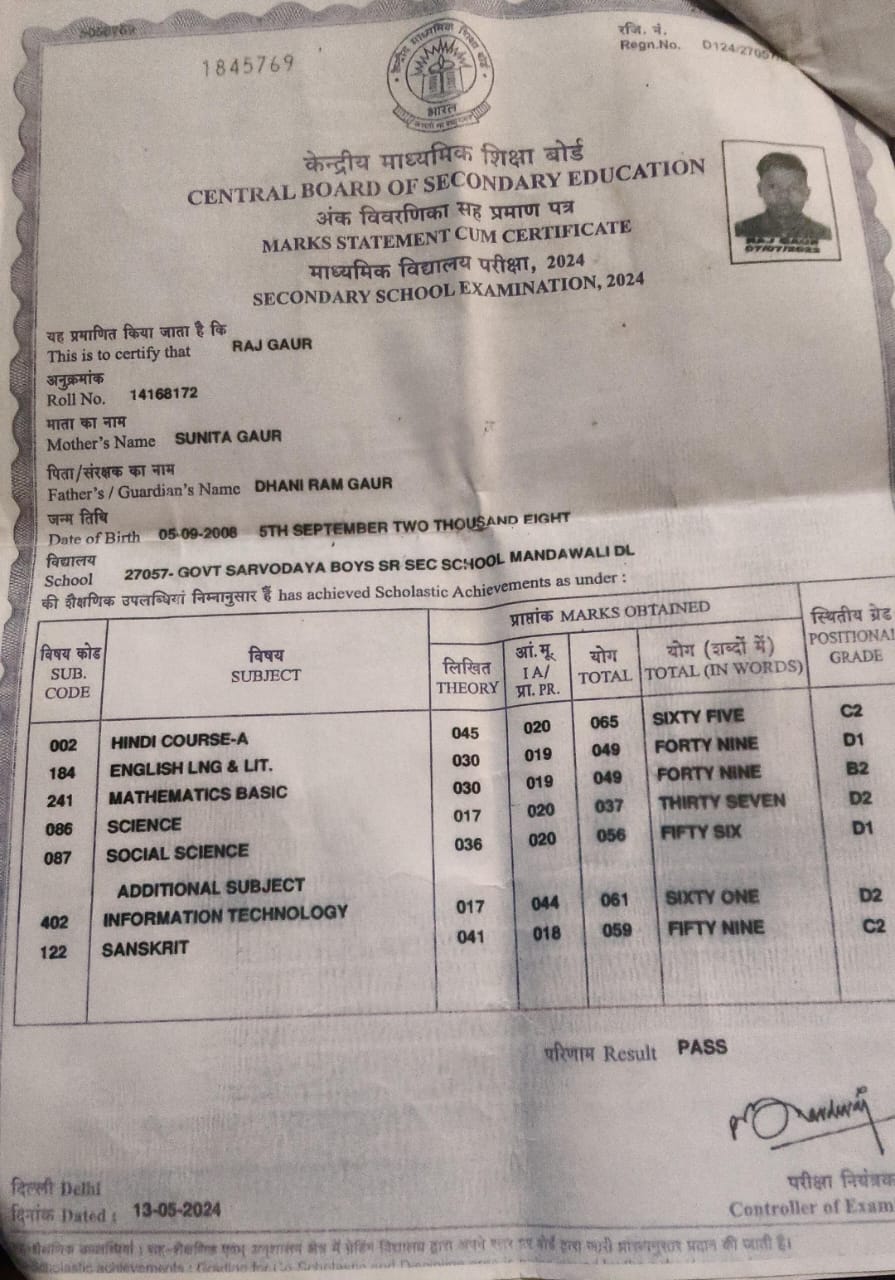 1845769
रजि. नं.
Regn.No. D124/27057
भारत
केन्द्रीय माध्यमिक शिक्षा बोर्ड
CENTRAL BOARD OF SECONDARY EDUCATION
अंक विवरणिका सह प्रमाण पत्र
MARKS STATEMENT CUM CERTIFICATE
माध्यमिक विद्यालय परीक्षा, 2024
SECONDARY SCHOOL EXAMINATION, 2024
RAJ GAUR
यह प्रमाणित किया जाता है कि
This is to certify that RAJ GAUR
अनुक्रमांक
Roll No. 14168172
माता का नाम
Mother's Name SUNITA GAUR
पिता/संरक्षक का नाम
Father's / Guardian's Name DHANI RAM GAUR
जन्म तिथि
Date of Birth 05-09-2008 5TH SEPTEMBER TWO THOUSAND EIGHT
विद्यालय
School 27057- GOVT SARVODAYA BOYS SR SEC SCHOOL MANDAWALI DL
की शैक्षणिक उपलब्धियां निम्नानुसार हैं has achieved Scholastic Achievements as under :
विषय कोड SUB. CODE
विषय SUBJECT
प्राप्तांक MARKS OBTAINED
लिखित THEORY
आं.मू. I A/ प्रा. PR.
योग TOTAL
योग (शब्दों में) TOTAL (IN WORDS)
स्थितीय ग्रेड POSITIONAL GRADE
002 HINDI COURSE-A 045 020 065 SIXTY FIVE C2
184 ENGLISH LNG & LIT. 030 019 049 FORTY NINE D1
241 MATHEMATICS BASIC 030 019 049 FORTY NINE B2
086 SCIENCE 017 020 037 THIRTY SEVEN D2
087 SOCIAL SCIENCE 036 020 056 FIFTY SIX D1
ADDITIONAL SUBJECT
402 INFORMATION TECHNOLOGY 017 044 061 SIXTY ONE D2
122 SANSKRIT 041 018 059 FIFTY NINE C2
परिणाम Result PASS
दिल्ली Delhi
दिनांक Dated : 13-05-2024
परीक्षा नियंत्रक
Controller of Exam